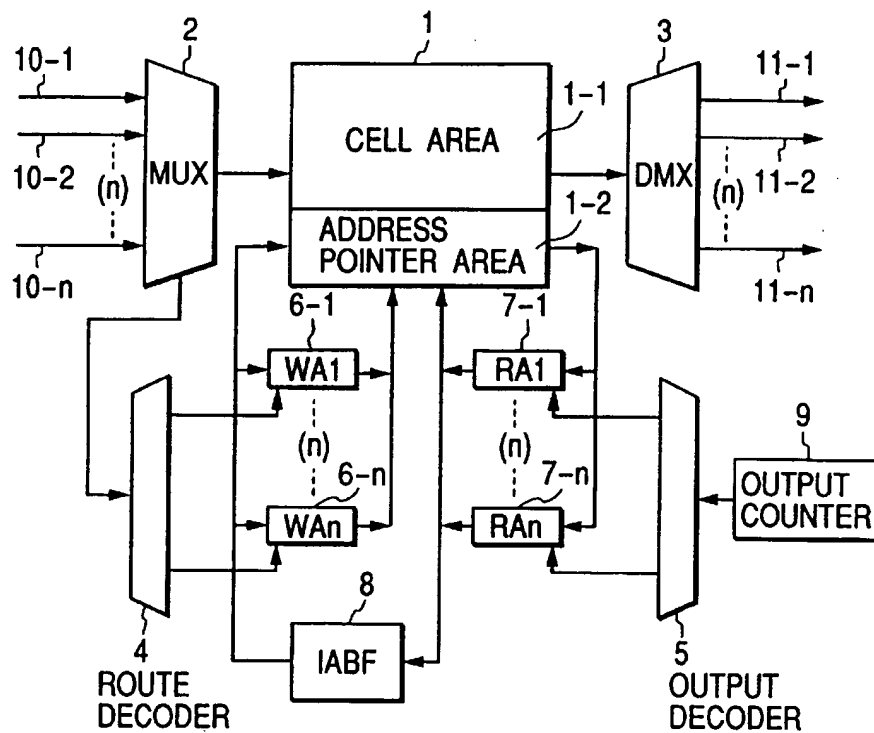 2
1
3
10-1
10-2
(n)
10-n
MUX
CELL AREA
1-1
1-2
ADDRESS
POINTER AREA
DMX
11-1
11-2
(n)
11-n
6-1
WA1
(n)
6-n
WAn
7-1
RA1
(n)
7-n
RAn
9
OUTPUT
COUNTER
8
IABF
4
ROUTE
DECODER
5
OUTPUT
DECODER